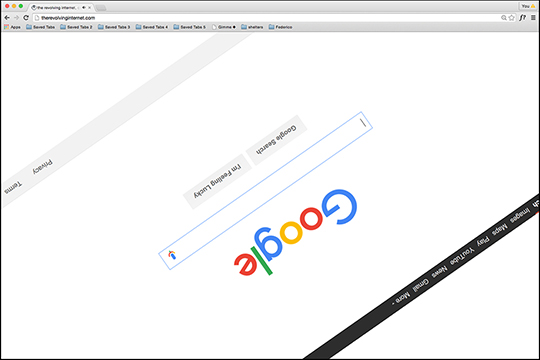 the revolving internet.
You
therevolvinginternet.com
Apps Saved Tabs Saved Tabs 2 Saved Tabs 3 Saved Tabs 4 Saved Tabs 5 Gimme shelters Federico.
Images Maps Play YouTube News Gmail More
Google
Google Search I'm Feeling Lucky
Privacy Terms